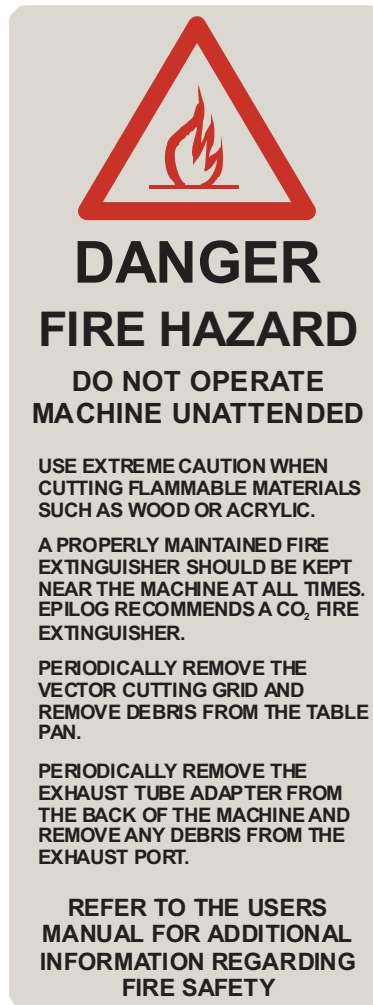 DANGER
FIRE HAZARD
DO NOT OPERATE
MACHINE UNATTENDED
USE EXTREME CAUTION WHEN
CUTTING FLAMMABLE MATERIALS
SUCH AS WOOD OR ACRYLIC.
A PROPERLY MAINTAINED FIRE
EXTINGUISHER SHOULD BE KEPT
NEAR THE MACHINE AT ALL TIMES.
EPILOG RECOMMENDS A CO₂ FIRE
EXTINGUISHER.
PERIODICALLY REMOVE THE
VECTOR CUTTING GRID AND
REMOVE DEBRIS FROM THE TABLE
PAN.
PERIODICALLY REMOVE THE
EXHAUST TUBE ADAPTER FROM
THE BACK OF THE MACHINE AND
REMOVE ANY DEBRIS FROM THE
EXHAUST PORT.
REFER TO THE USERS
MANUAL FOR ADDITIONAL
INFORMATION REGARDING
FIRE SAFETY